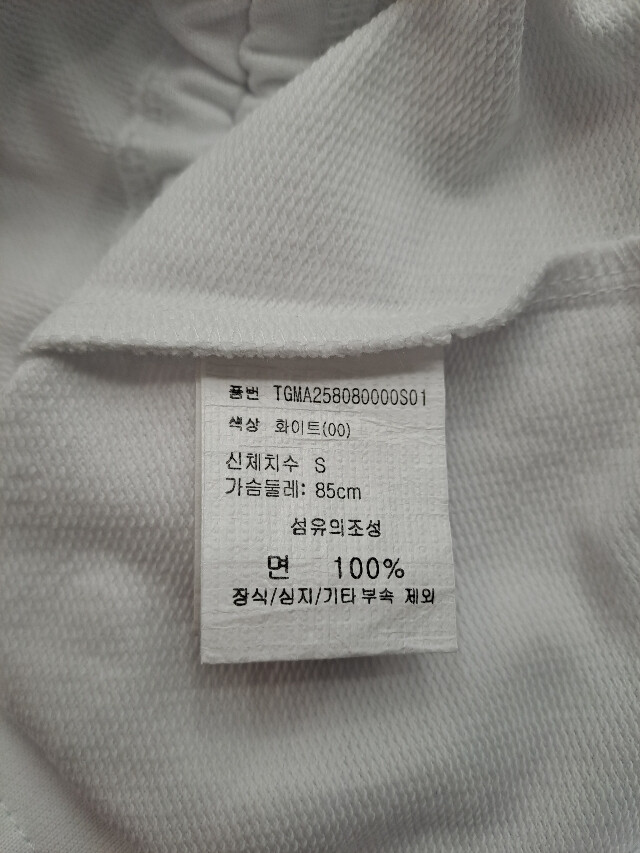 품번 TGMA258080000S01
색상 화이트(00)
신체치수 S
가슴둘레: 85cm
섬유의조성
면 100%
장식/심지/기타부속 제외